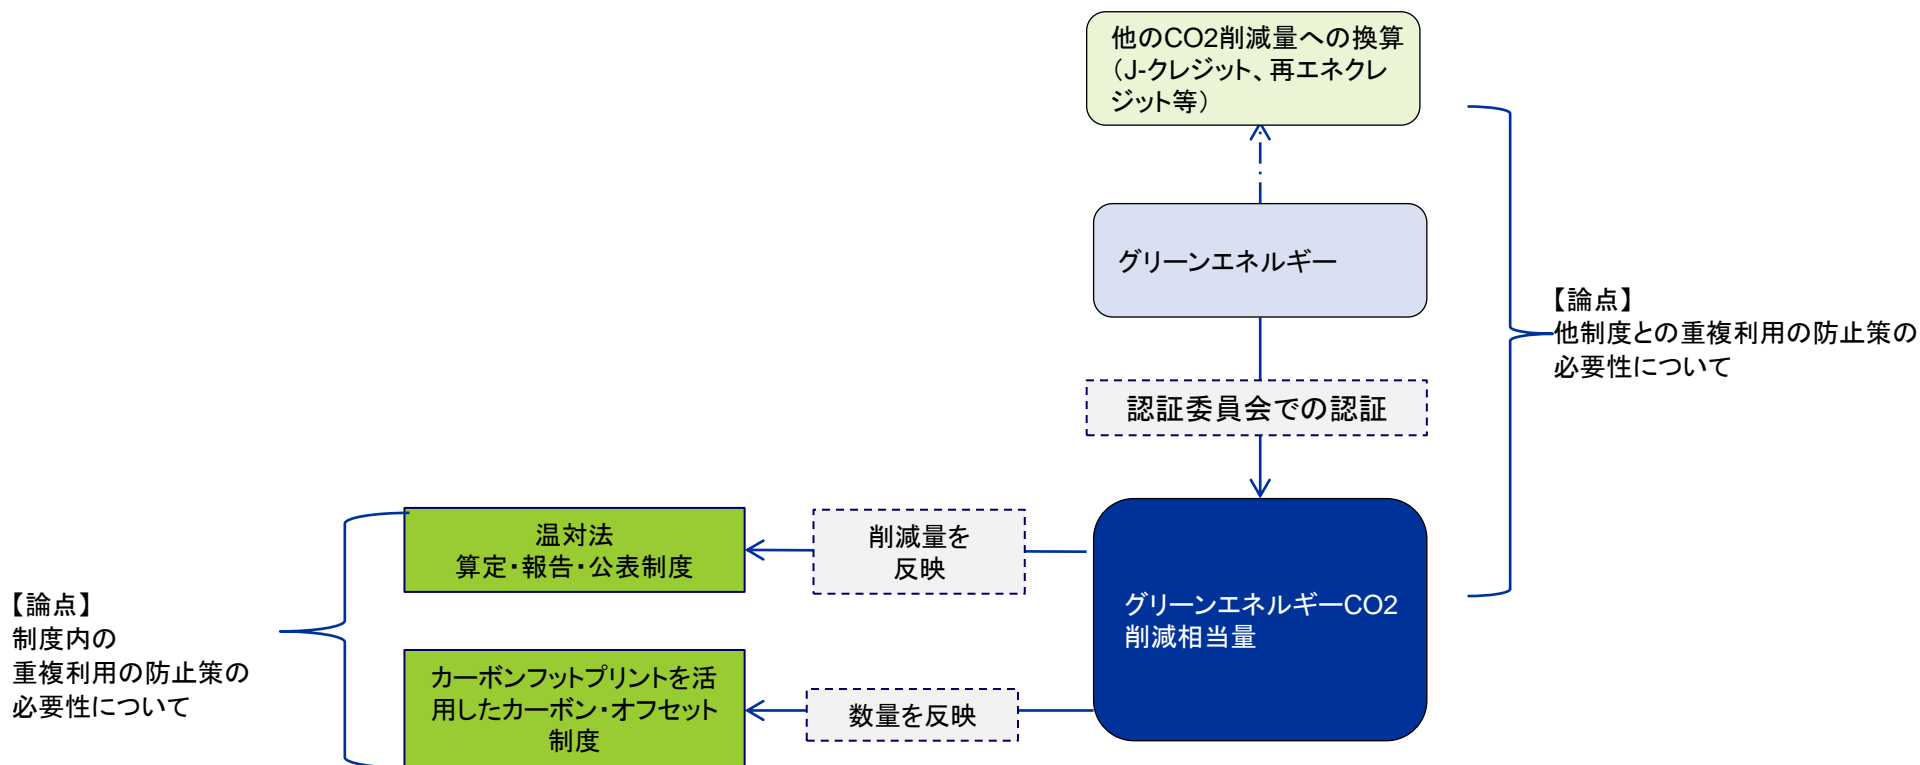 他のCO2削減量への換算
（J-クレジット、再エネクレ
ジット等）
グリーンエネルギー
【論点】
他制度との重複利用の防止策の
必要性について
認証委員会での認証
温対法
算定・報告・公表制度
削減量を
反映
グリーンエネルギーCO2
削減相当量
【論点】
制度内の
重複利用の防止策の
必要性について
カーボンフットプリントを活
用したカーボン・オフセット
制度
数量を反映